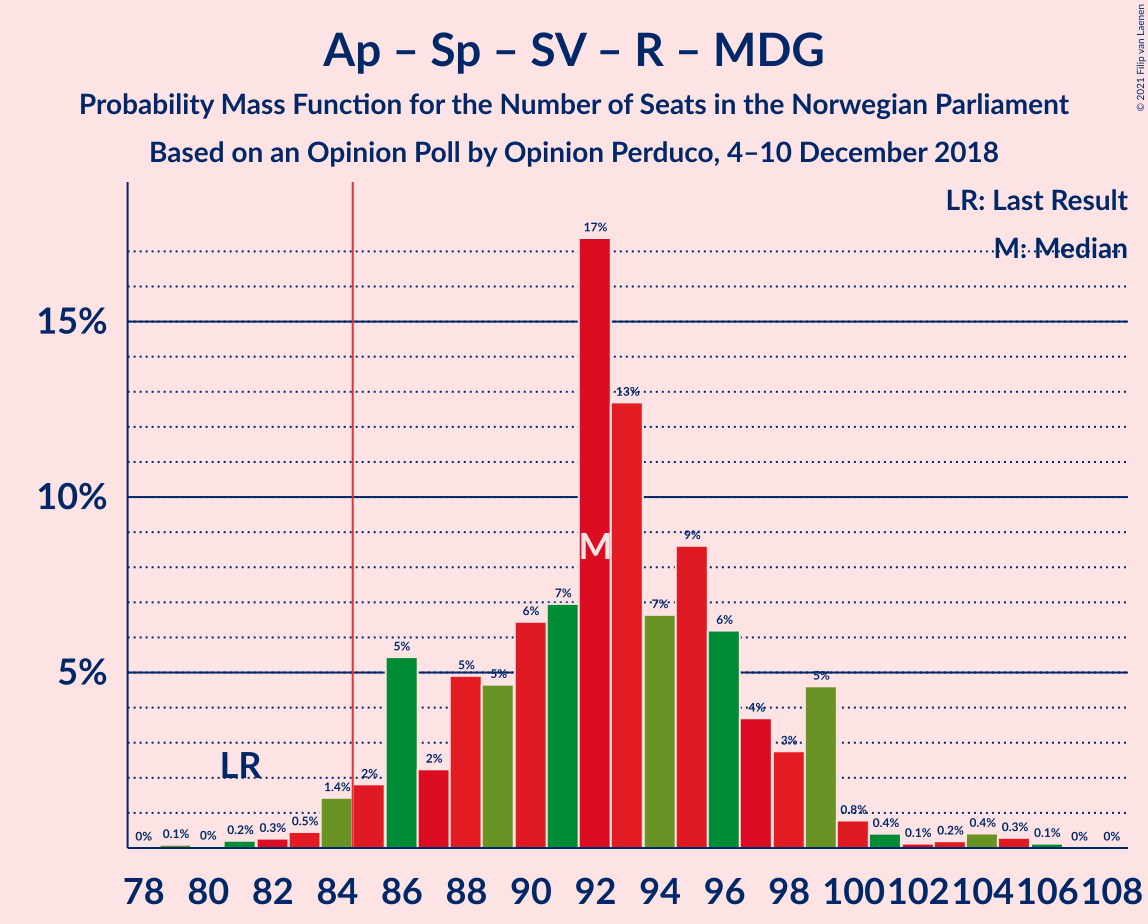 Ap – Sp – SV – R – MDG
Probability Mass Function for the Number of Seats in the Norwegian Parliament
Based on an Opinion Poll by Opinion Perduco, 4–10 December 2018
© 2021 Filip van Laenen
LR: Last Result
M: Median
15%
10%
5%
LR
M
0% 0.1% 0% 0.2% 0.3% 0.5% 1.4% 2% 5% 2% 5% 5% 6% 7% 17% 13% 7% 9% 6% 4% 3% 5% 0.8% 0.4% 0.1% 0.2% 0.4% 0.3% 0.1% 0% 0%
78 80 82 84 86 88 90 92 94 96 98 100 102 104 106 108